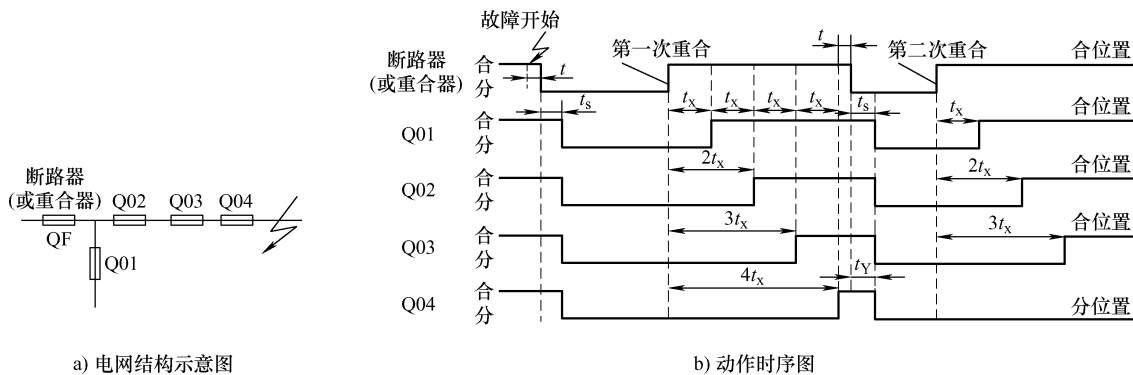 断路器
(或重合器)
QF
Q01
Q02
Q03
Q04
a) 电网结构示意图
故障开始
第一次重合
第二次重合
断路器
(或重合器)
合
分
t
t
合位置
ts
tx
tx
tx
tx
ts
tx
Q01
合
分
合位置
2tx
2tx
Q02
合
分
合位置
3tx
3tx
Q03
合
分
合位置
4tx
tY
Q04
合
分
分位置
b) 动作时序图